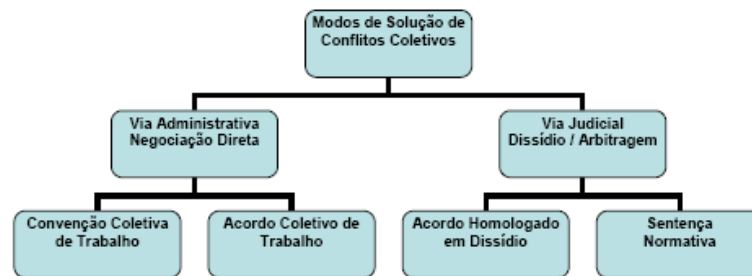 Modos de Solução de
Conflitos Coletivos
Via Administrativa
Negociação Direta
Via Judicial
Dissídio / Arbitragem
Convenção Coletiva
de Trabalho
Acordo Coletivo de
Trabalho
Acordo Homologado
em Dissídio
Sentença
Normativa